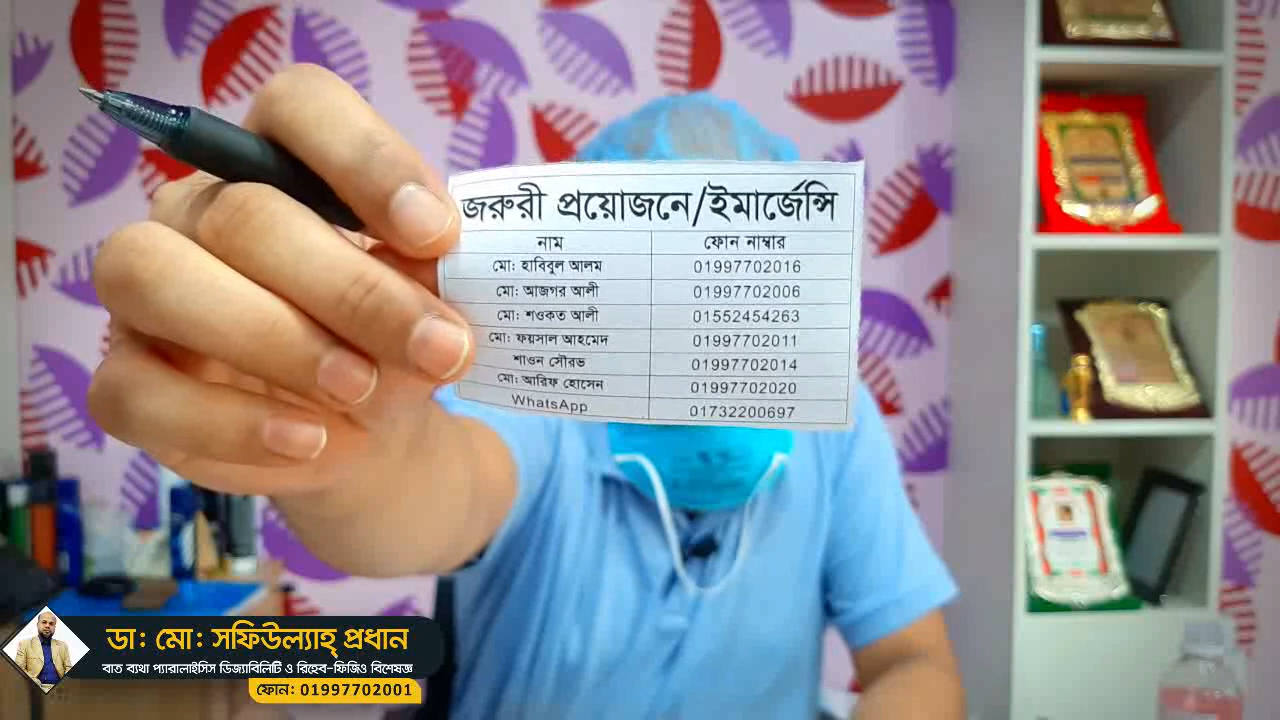 জরুরী প্রয়োজনে/ইমার্জেন্সি
নাম ফোন নাম্বার
মো: হাবিবুল আলম 01997702016
মো: আজগর আলী 01997702006
মো: শওকত আলী 01552454263
মো: ফয়সাল আহমেদ 01997702011
শাওন সৌরভ 01997702014
মো: আরিফ হোসেন 01997702020
WhatsApp 01732200697
ডা: মো: সফিউল্যাহ্ প্রধান
বাত ব্যথা প্যারালাইসিস ডিজ্যাবিলিটি ও রিহেব-ফিজিও বিশেষজ্ঞ
ফোন: 01997702001